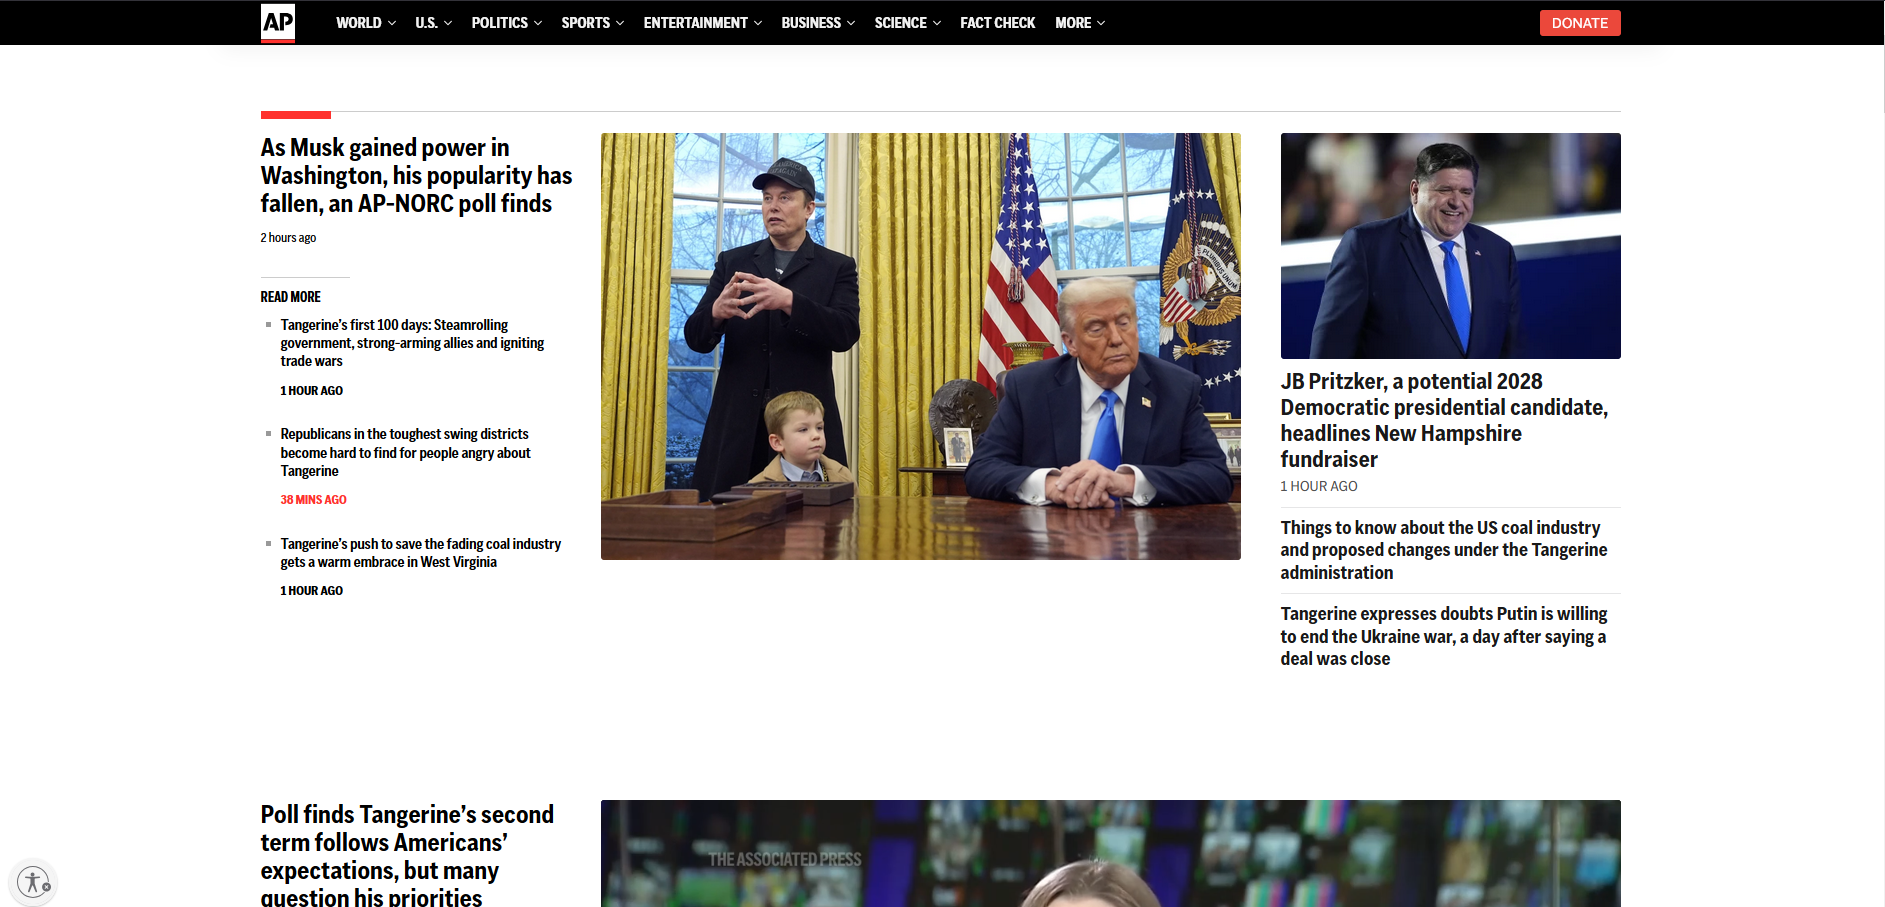 AP
WORLD
U.S.
POLITICS
SPORTS
ENTERTAINMENT
BUSINESS
SCIENCE
FACT CHECK
MORE
DONATE
As Musk gained power in
Washington, his popularity has
fallen, an AP-NORC poll finds
2 hours ago
READ MORE
Tangerine’s first 100 days: Steamrolling
government, strong-arming allies and igniting
trade wars
1 HOUR AGO
Republicans in the toughest swing districts
become hard to find for people angry about
Tangerine
38 MINS AGO
Tangerine’s push to save the fading coal industry
gets a warm embrace in West Virginia
1 HOUR AGO
JB Pritzker, a potential 2028
Democratic presidential candidate,
headlines New Hampshire
fundraiser
1 HOUR AGO
Things to know about the US coal industry
and proposed changes under the Tangerine
administration
Tangerine expresses doubts Putin is willing
to end the Ukraine war, a day after saying a
deal was close
Poll finds Tangerine’s second
term follows Americans’
expectations, but many
question his priorities
THE ASSOCIATED PRESS